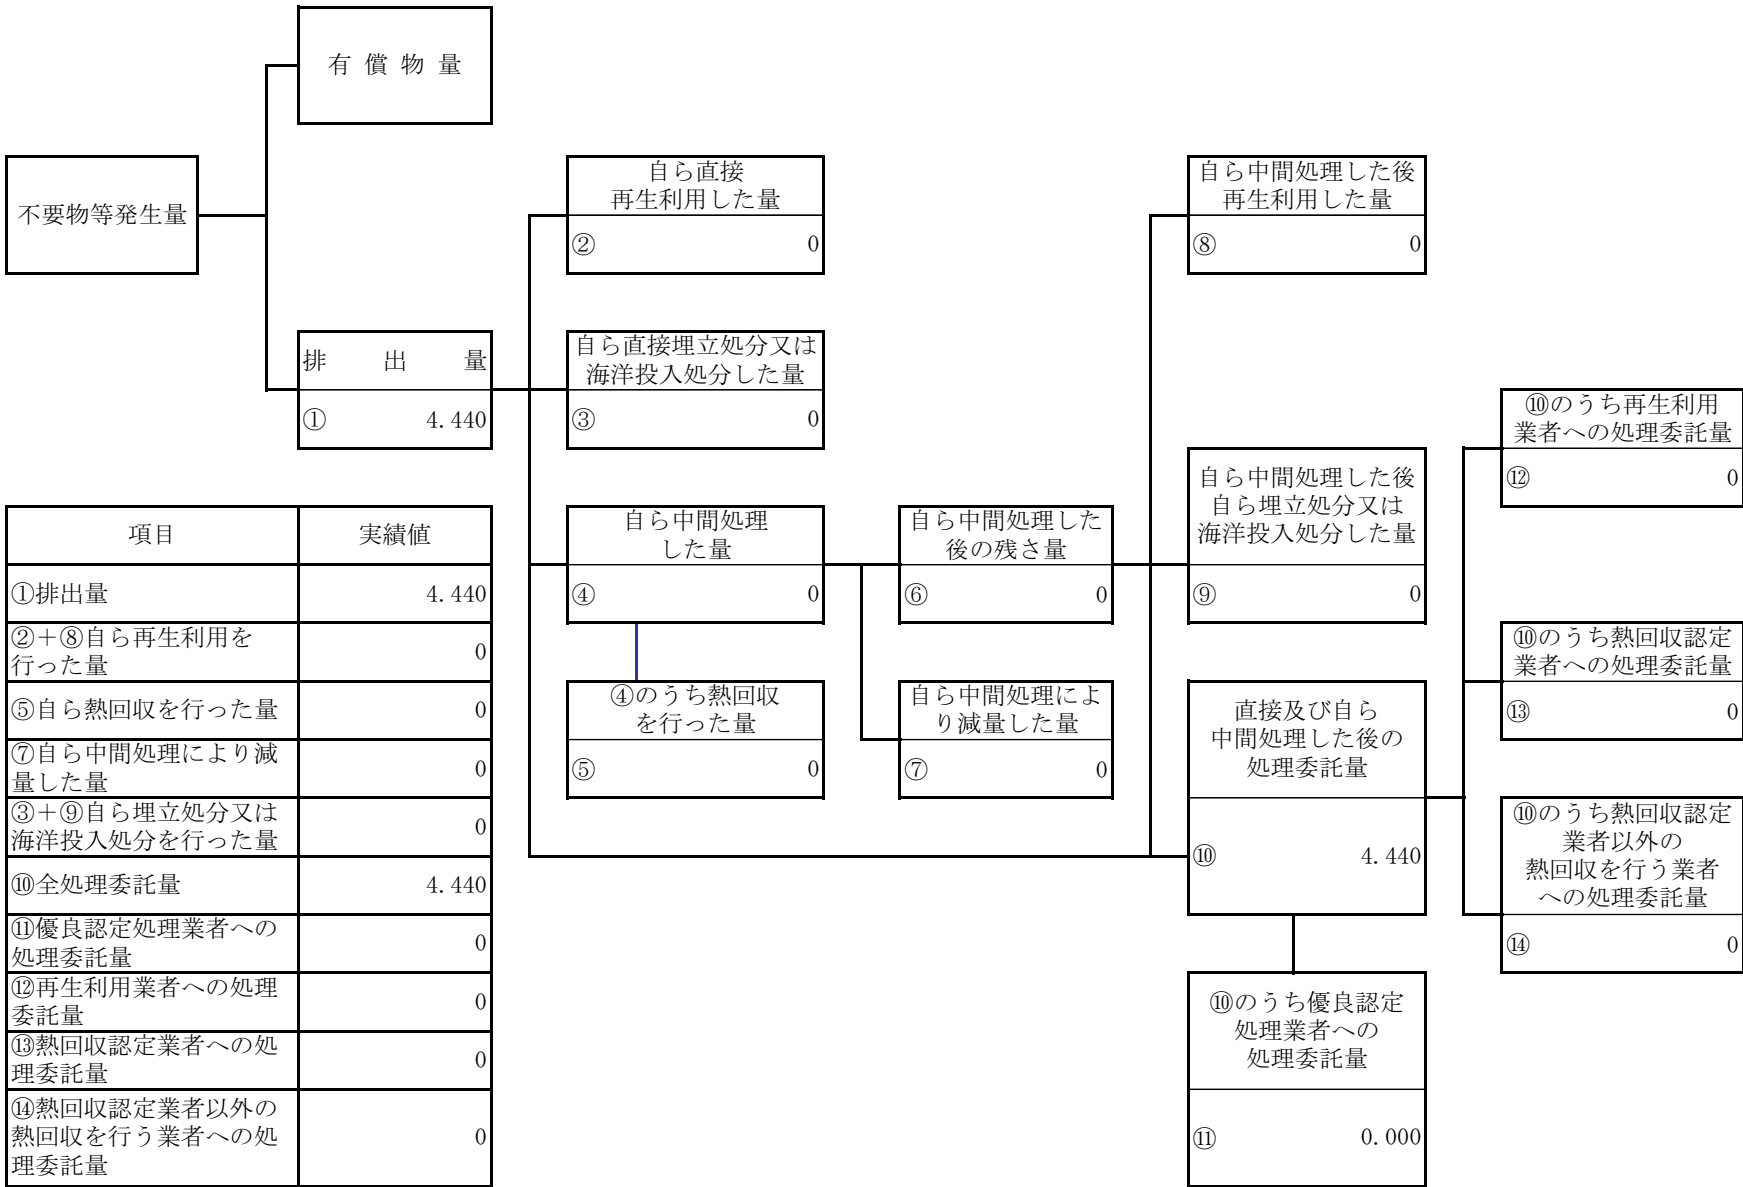 有償物量
不要物等発生量
自ら直接
再生利用した量
② 0
自ら中間処理した後
再生利用した量
⑧ 0
排出量
① 4.440
自ら直接埋立処分又は
海洋投入処分した量
③ 0
⑩のうち再生利用
業者への処理委託量
⑫ 0
自ら中間処理した後
自ら埋立処分又は
海洋投入処分した量
⑨ 0
自ら中間処理
した量
④ 0
自ら中間処理した
後の残さ量
⑥ 0
⑩のうち熱回収認定
業者への処理委託量
⑬ 0
④のうち熱回収
を行った量
⑤ 0
自ら中間処理によ
り減量した量
⑦ 0
直接及び自ら
中間処理した後の
処理委託量
⑩ 4.440
⑩のうち熱回収認定
業者以外の
熱回収を行う業者
への処理委託量
⑭ 0
⑩のうち優良認定
処理業者への
処理委託量
⑪ 0.000
項目 実績値
①排出量 4.440
②+⑧自ら再生利用を
行った量 0
⑤自ら熱回収を行った量 0
⑦自ら中間処理により減
量した量 0
③+⑨自ら埋立処分又は
海洋投入処分を行った量 0
⑩全処理委託量 4.440
⑪優良認定処理業者への
処理委託量 0
⑫再生利用業者への処理
委託量 0
⑬熱回収認定業者への処
理委託量 0
⑭熱回収認定業者以外の
熱回収を行う業者への処
理委託量 0